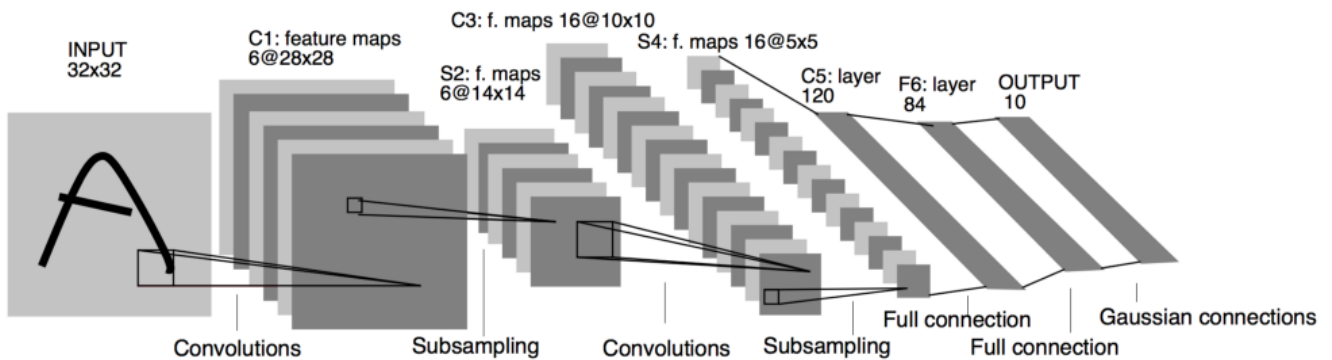 INPUT
32x32
C1: feature maps
6@28x28
S2: f. maps
6@14x14
C3: f. maps 16@10x10
S4: f. maps 16@5x5
C5: layer
120
F6: layer
84
OUTPUT
10
Convolutions
Subsampling
Convolutions
Subsampling
Full connection
Full connection
Gaussian connections